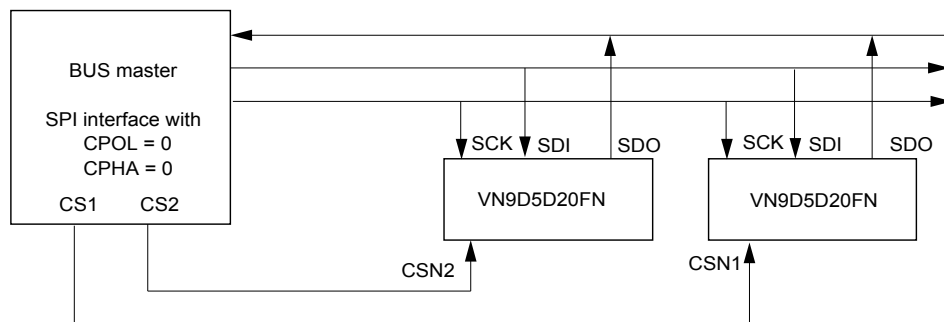 BUS master
SPI interface with
CPOL = 0
CPHA = 0
CS1 CS2
SCK SDI SDO
VN9D5D20FN
CSN2
SCK SDI SDO
VN9D5D20FN
CSN1